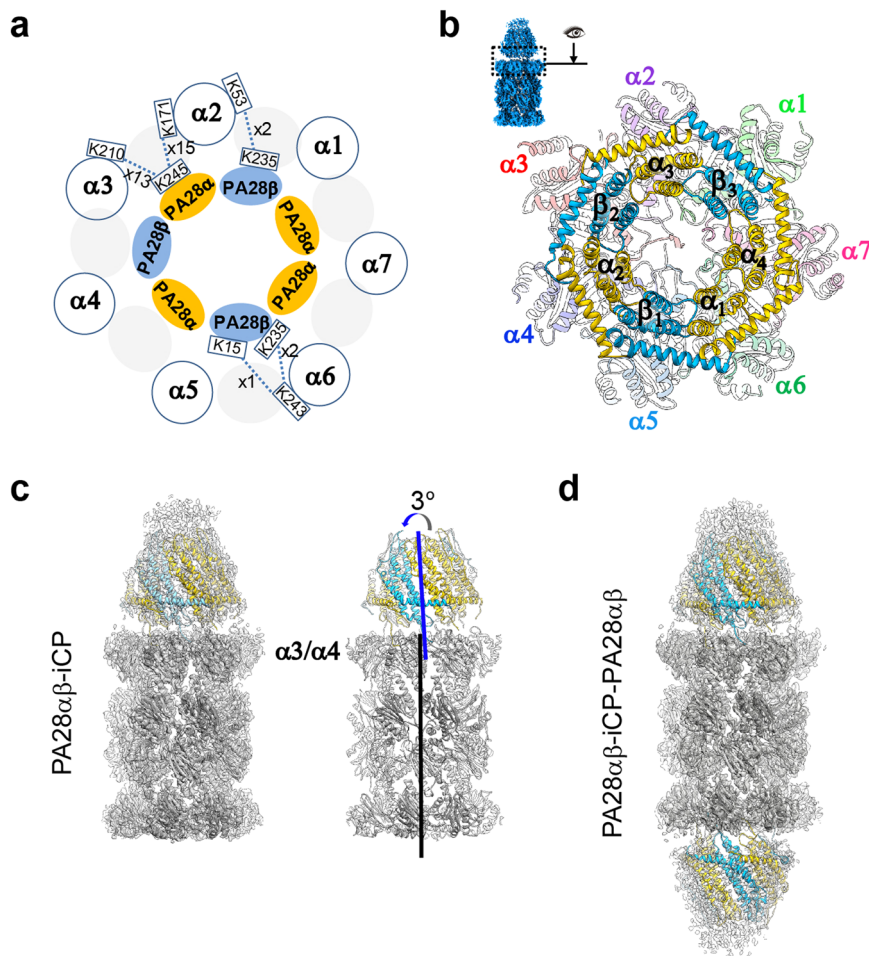 a
K53
K171
α2
x2
α1
K210
x15
K245
K235
α3
x13
PA28α
PA28β
PA28β
PA28α
α7
α4
PA28α
PA28α
PA28β
K15
K235
x2
α6
α5
x1
K243
b
α2
α1
α3
α3
β3
β2
α7
α4
α2
α4
α1
β1
α6
α5
c
3º
PA28αβ-iCP
α3/α4
d
PA28αβ-iCP-PA28αβ